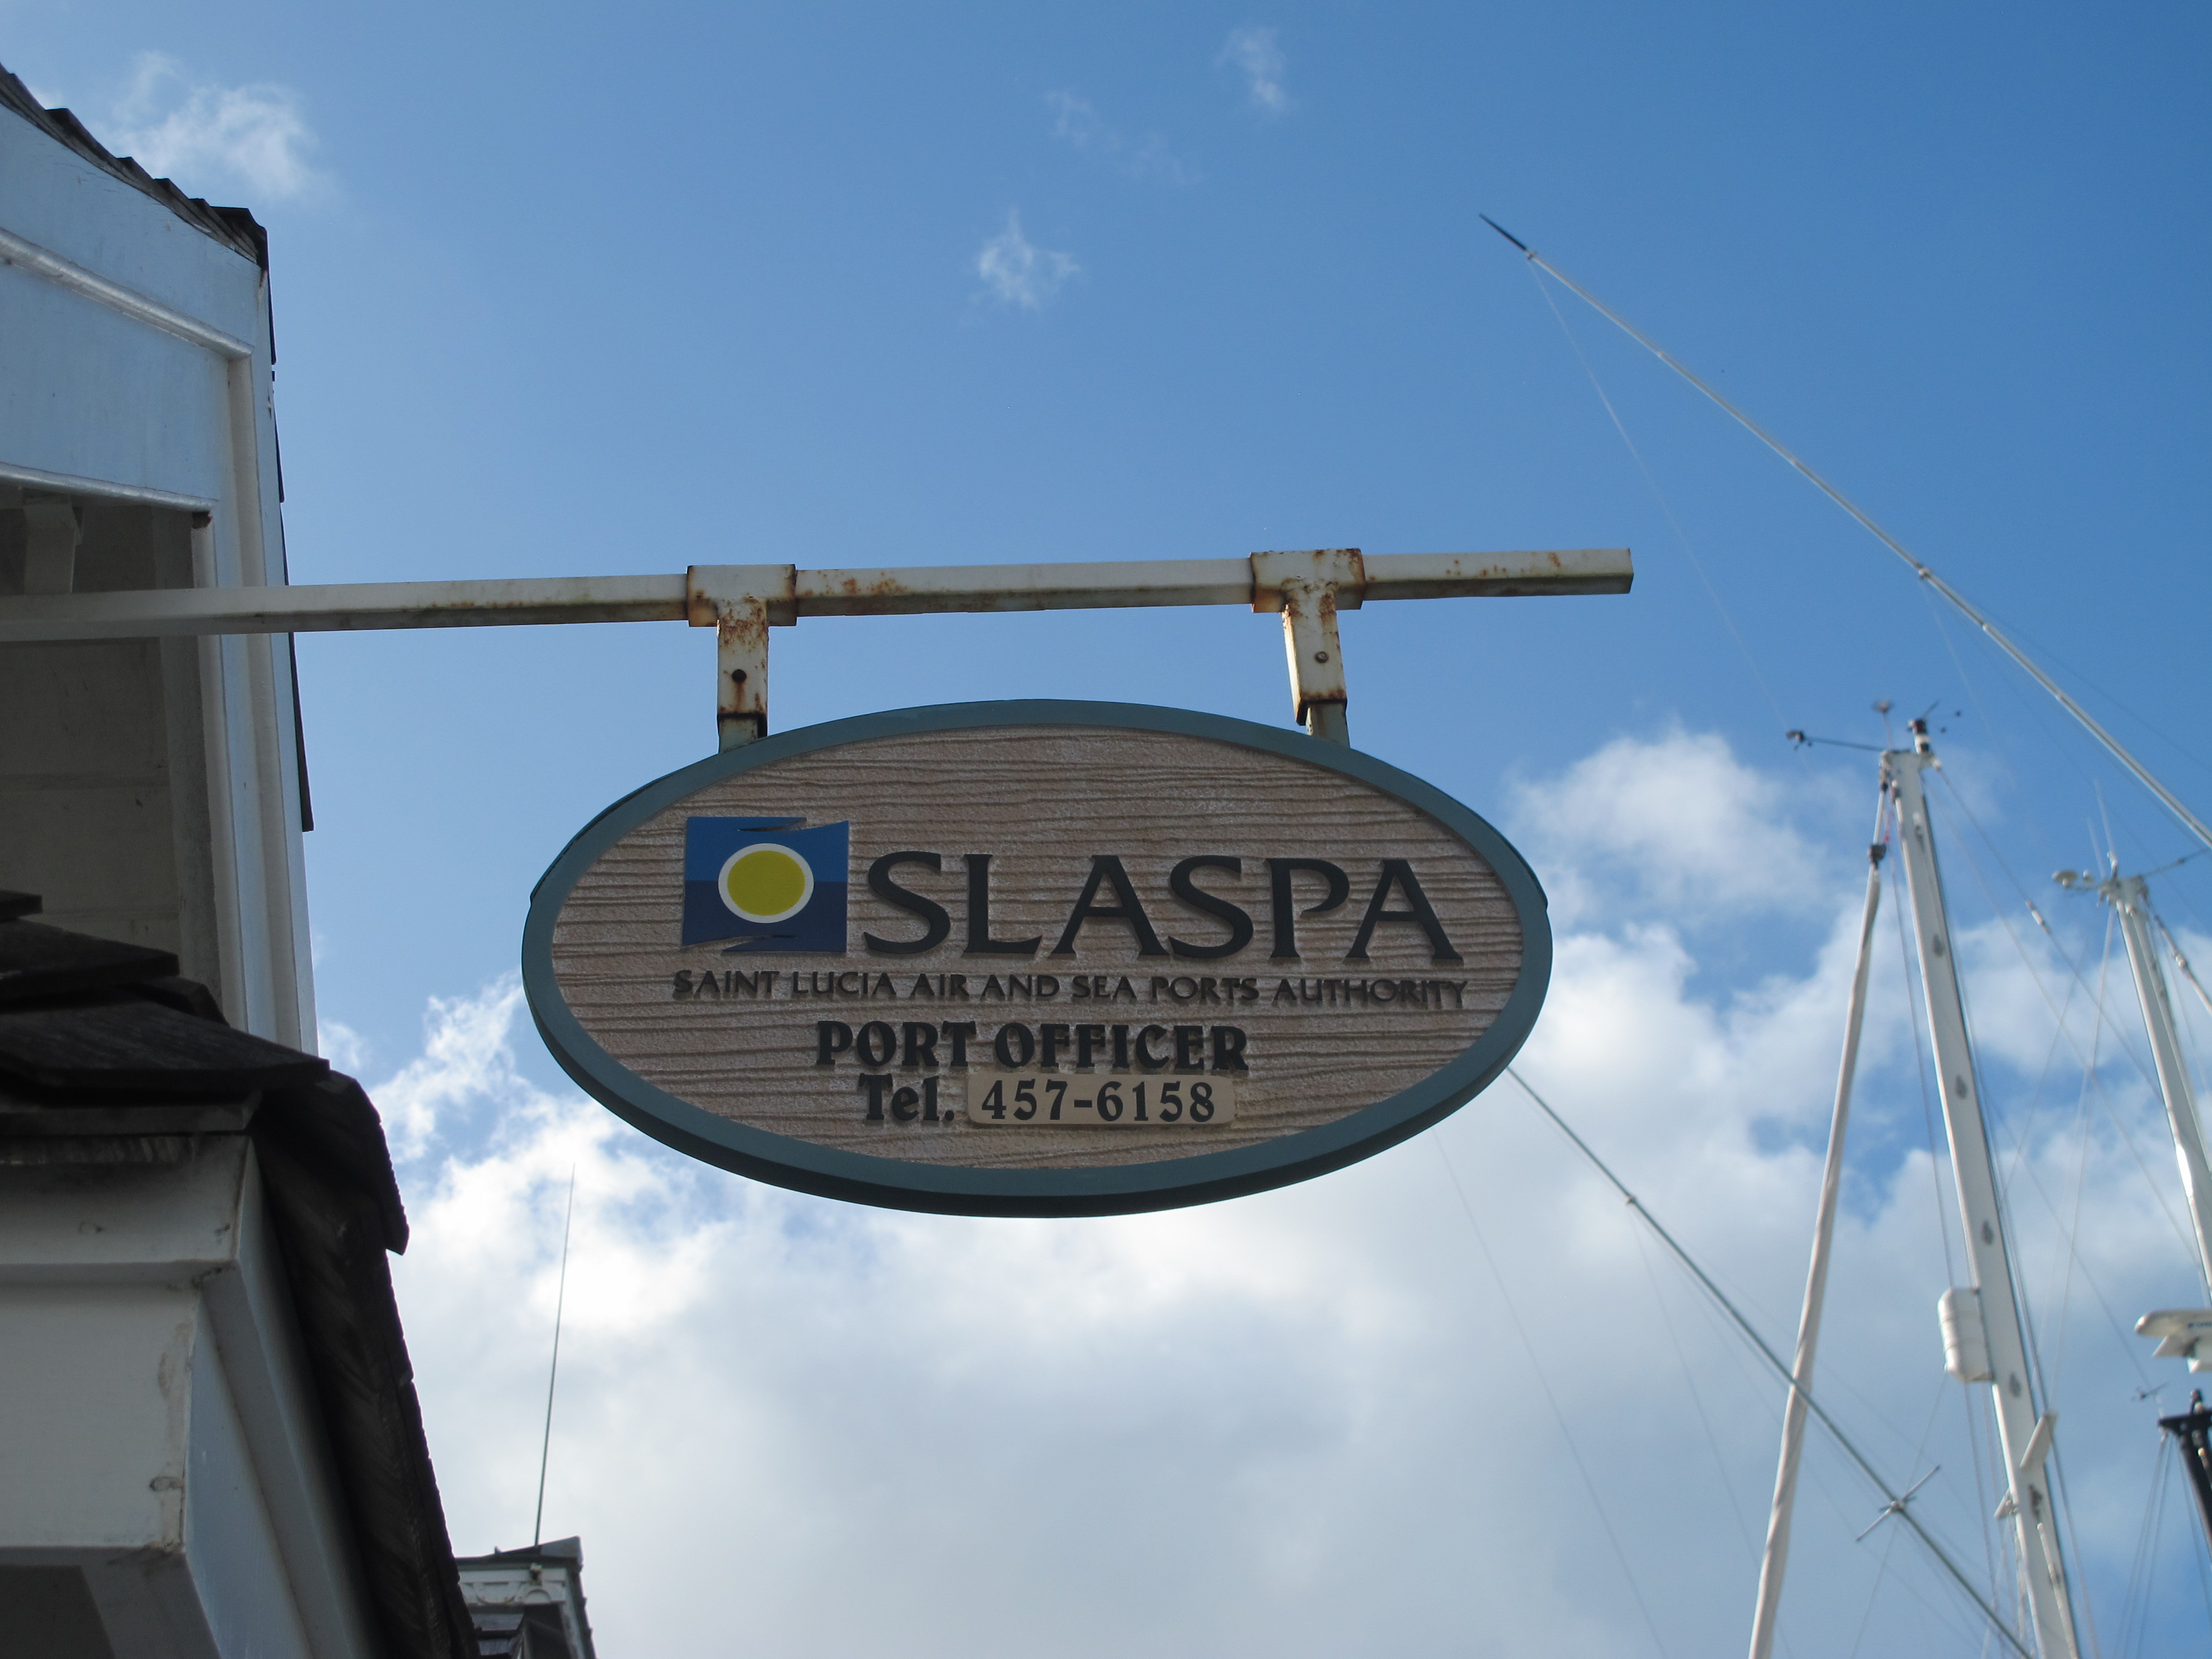 SLASPA
SAINT LUCIA AIR AND SEA PORTS AUTHORITY
PORT OFFICER
Tel. 457-6158